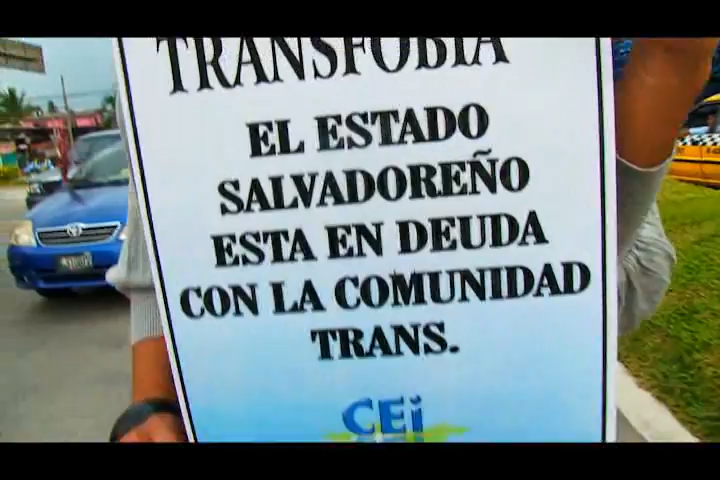 TRANSFOBIA
EL ESTADO
SALVADOREÑO
ESTA EN DEUDA
CON LA COMUNIDAD
TRANS.
CEi